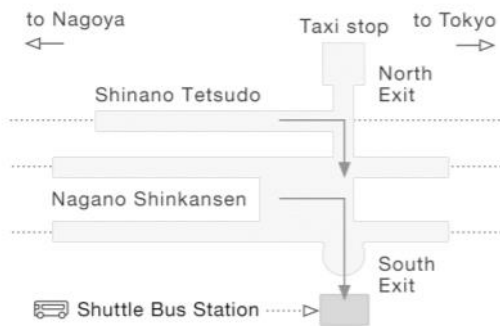 to Nagoya
Taxi stop
to Tokyo
North
Exit
Shinano Tetsudo
Nagano Shinkansen
South
Exit
Shuttle Bus Station